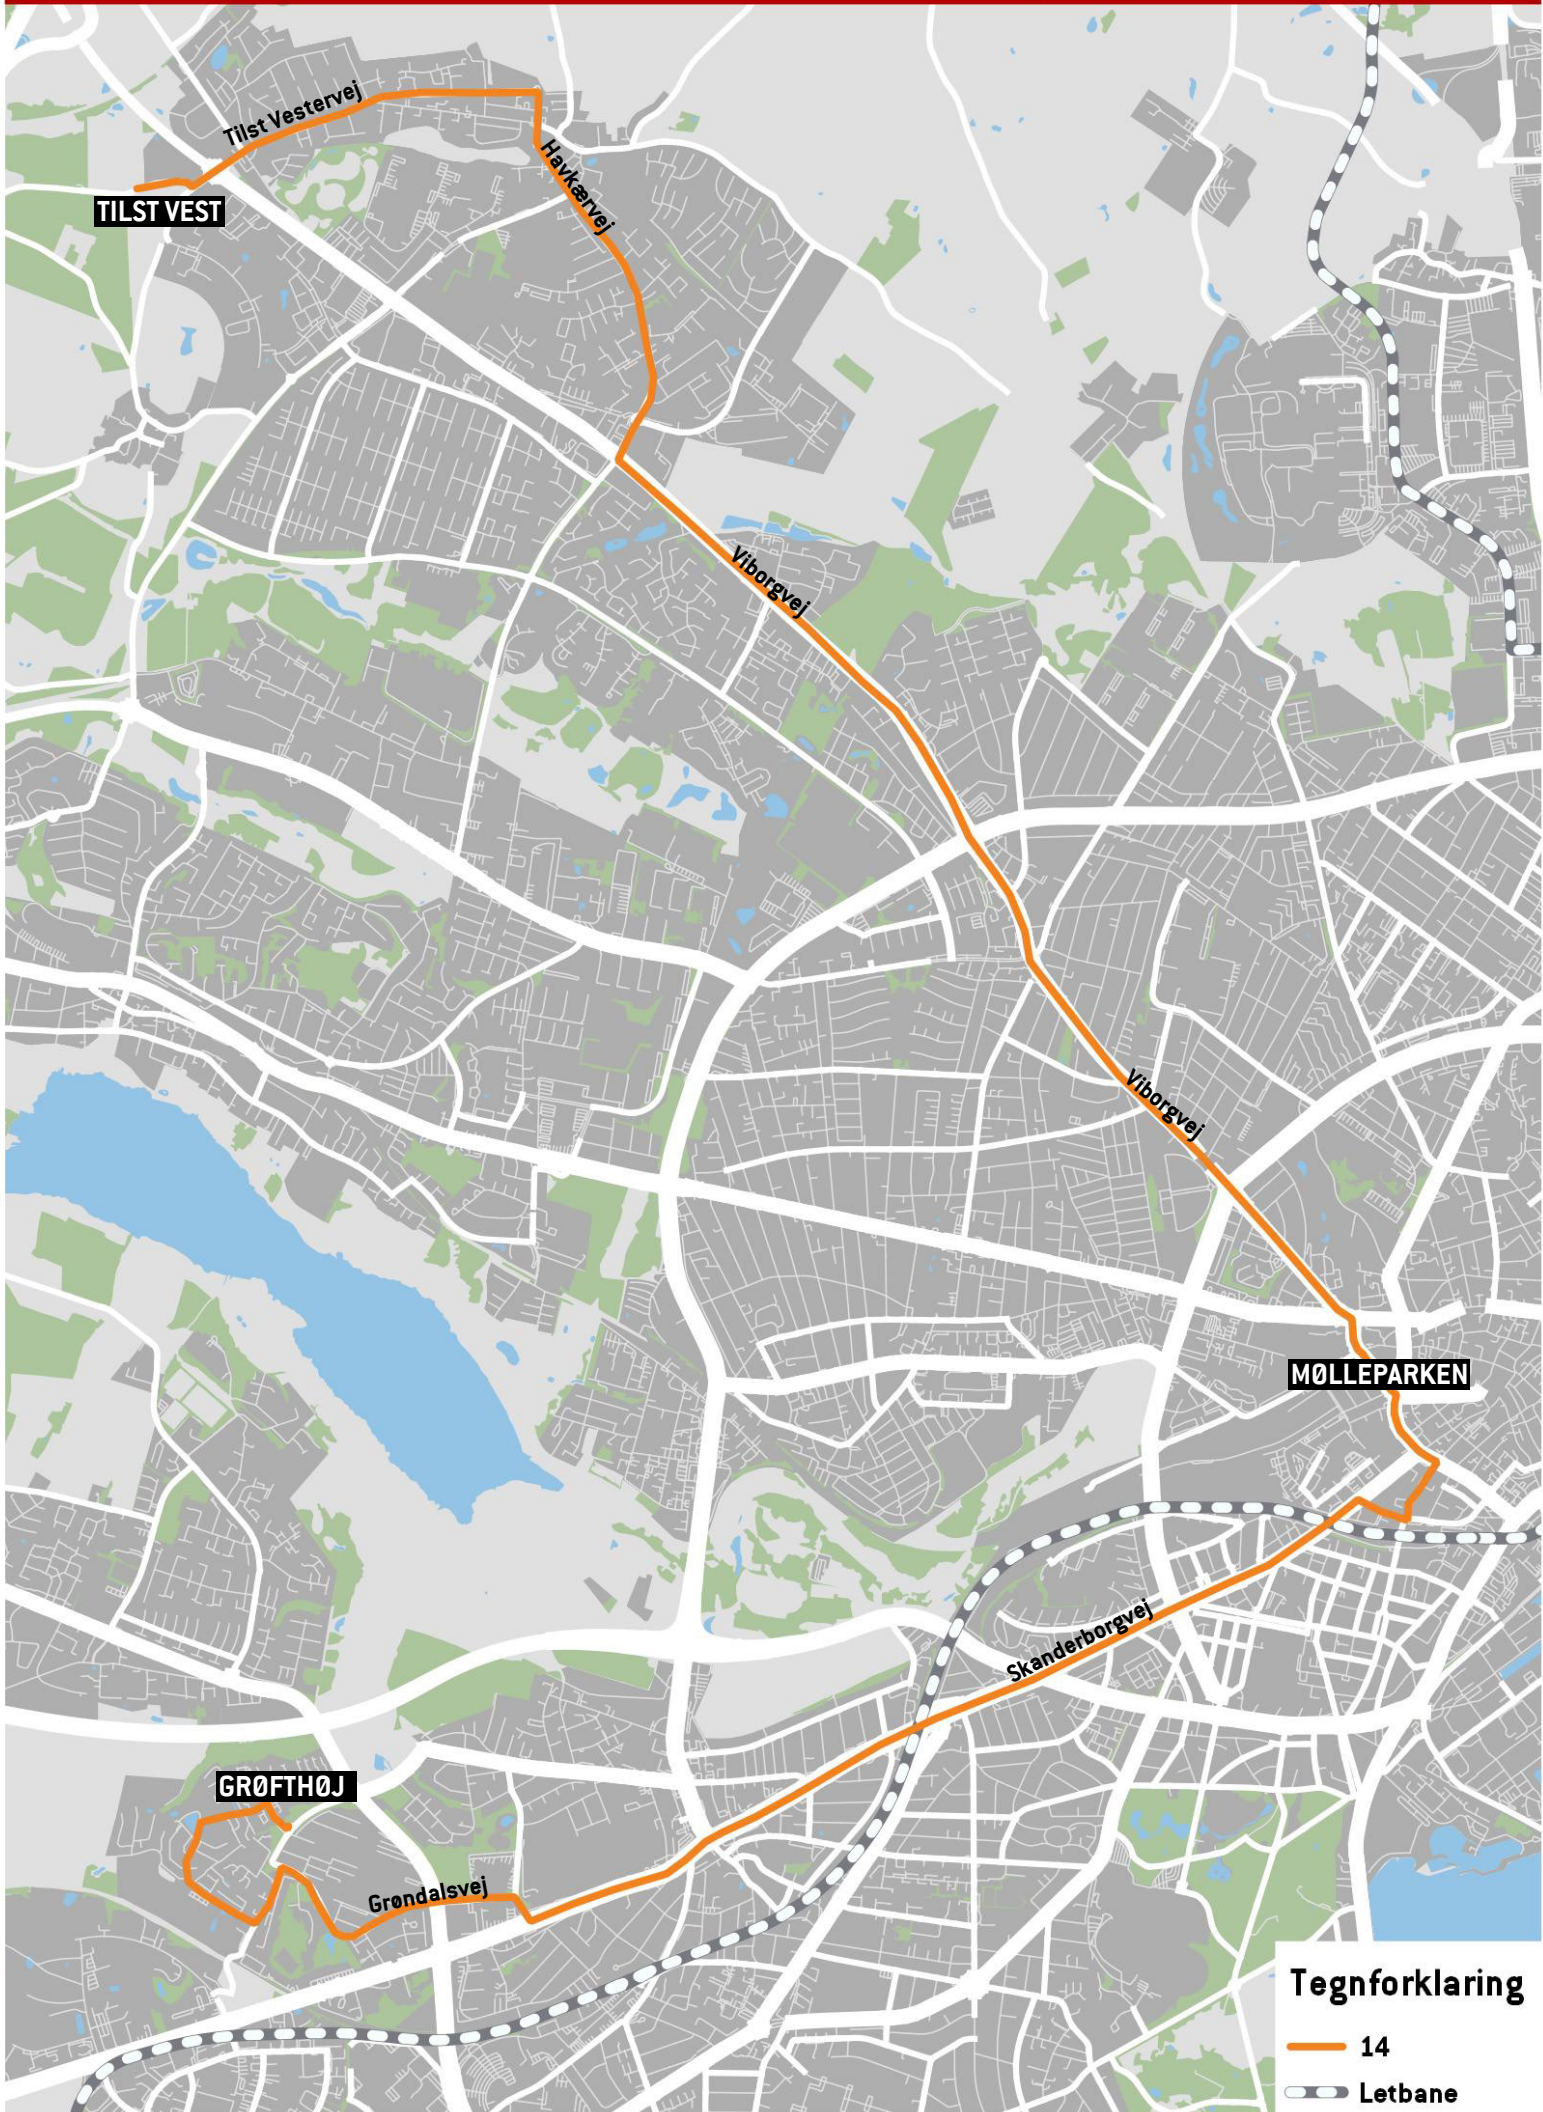 Tilst Vestervej
Havkærvej
TILST VEST
Viborgvej
Viborgvej
MØLLEPARKEN
Skanderborgvej
GRØFTHØJ
Grøndalsvej
Tegnforklaring
14
Letbane